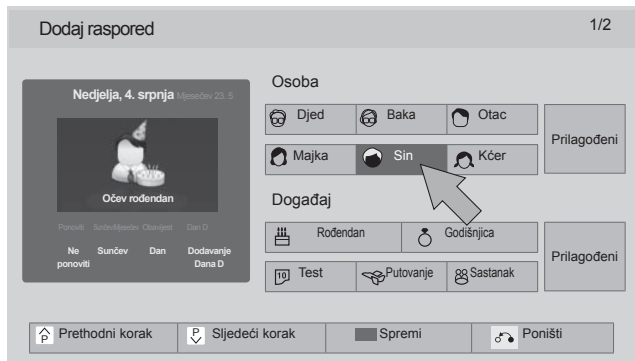 Dodaj raspored 1/2
Nedjelja, 4. srpnja Mjesečev 23. 5
Očev rođendan
Ponoviti Sunčev/Mjesečev Obavijest Dan D
Ne ponoviti Sunčev Dan Dodavanje Dana D
Osoba
Djed Baka Otac
Majka Sin Kćer
Prilagođeni
Događaj
Rođendan Godišnjica
10 Test Putovanje Sastanak
Prilagođeni
P Prethodni korak P Sljedeći korak Spremi Poništi